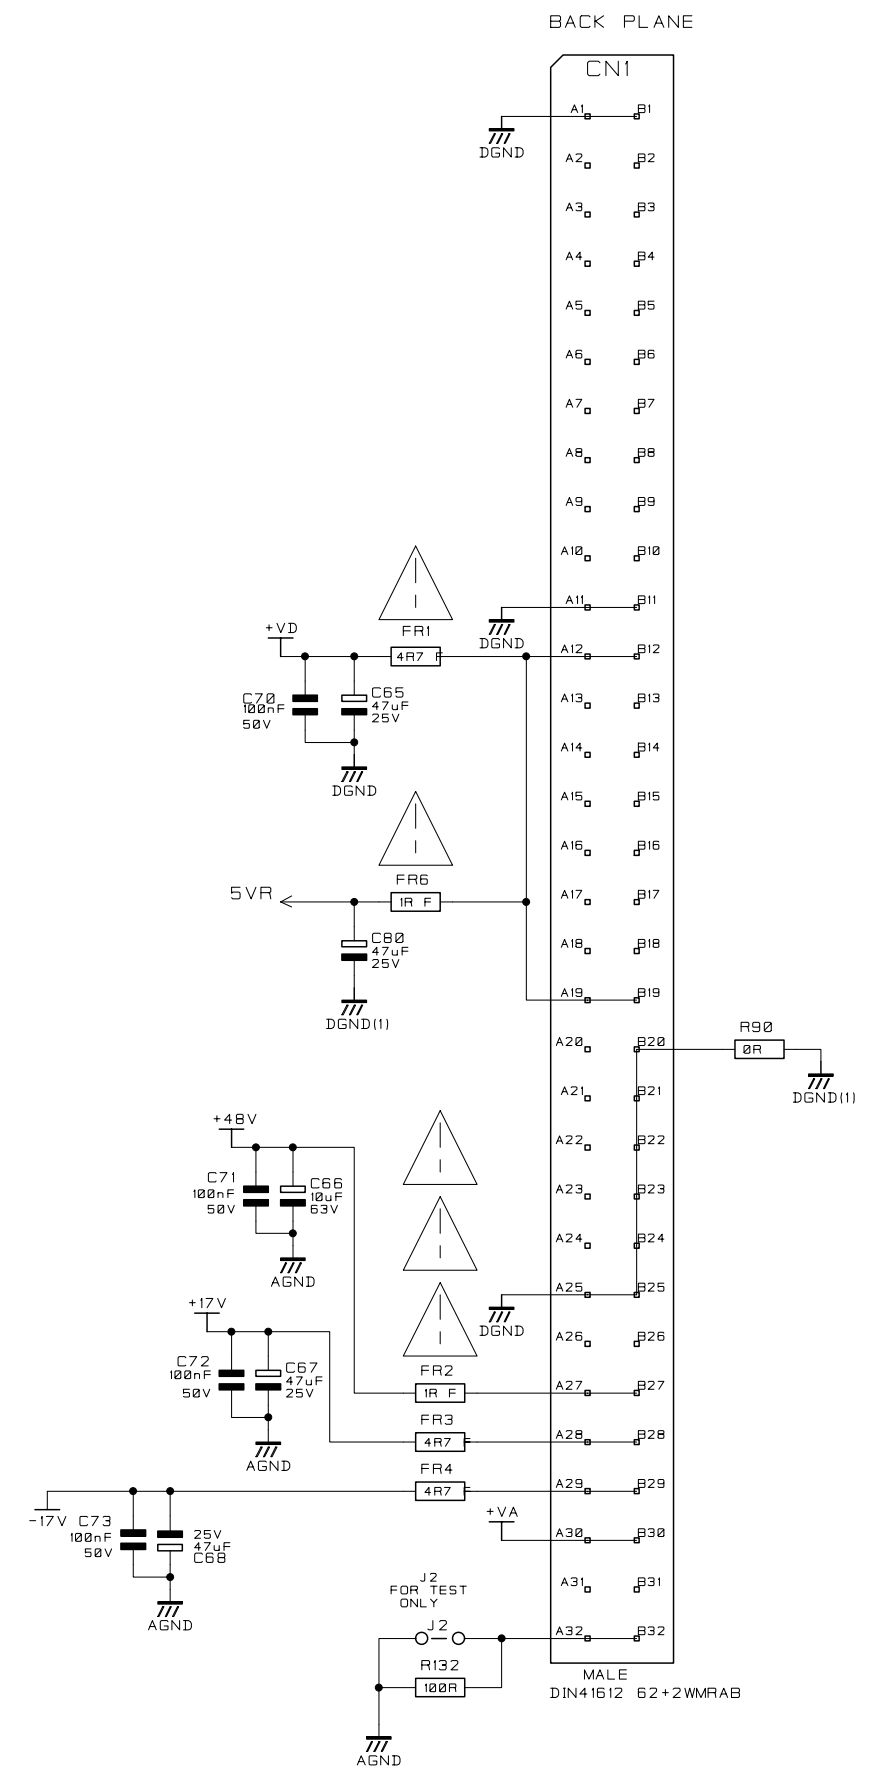 BACK PLANE
CN1
A1 B1
DGND
A2 B2
A3 B3
A4 B4
A5 B5
A6 B6
A7 B7
A8 B8
A9 B9
A10 B10
A11 B11
DGND
+VD
FR1
4R7 F
A12 B12
C70
100nF
50V
C65
47uF
25V
DGND
A13 B13
A14 B14
A15 B15
A16 B16
FR6
5VR
1R F
A17 B17
C80
47uF
25V
DGND(1)
A18 B18
A19 B19
A20 B20
R90
0R
DGND(1)
A21 B21
+48V
C71
100nF
50V
C66
10uF
63V
AGND
A22 B22
A23 B23
A24 B24
A25 B25
DGND
+17V
A26 B26
C72
100nF
50V
C67
47uF
25V
AGND
FR2
1R F
A27 B27
FR3
4R7 F
A28 B28
FR4
4R7 F
A29 B29
-17V
C73
100nF
50V
25V
47uF
C68
AGND
+VA
A30 B30
A31 B31
J2
FOR TEST
ONLY
J2
A32 B32
R132
100R
AGND
MALE
DIN41612 62+2WMRAB